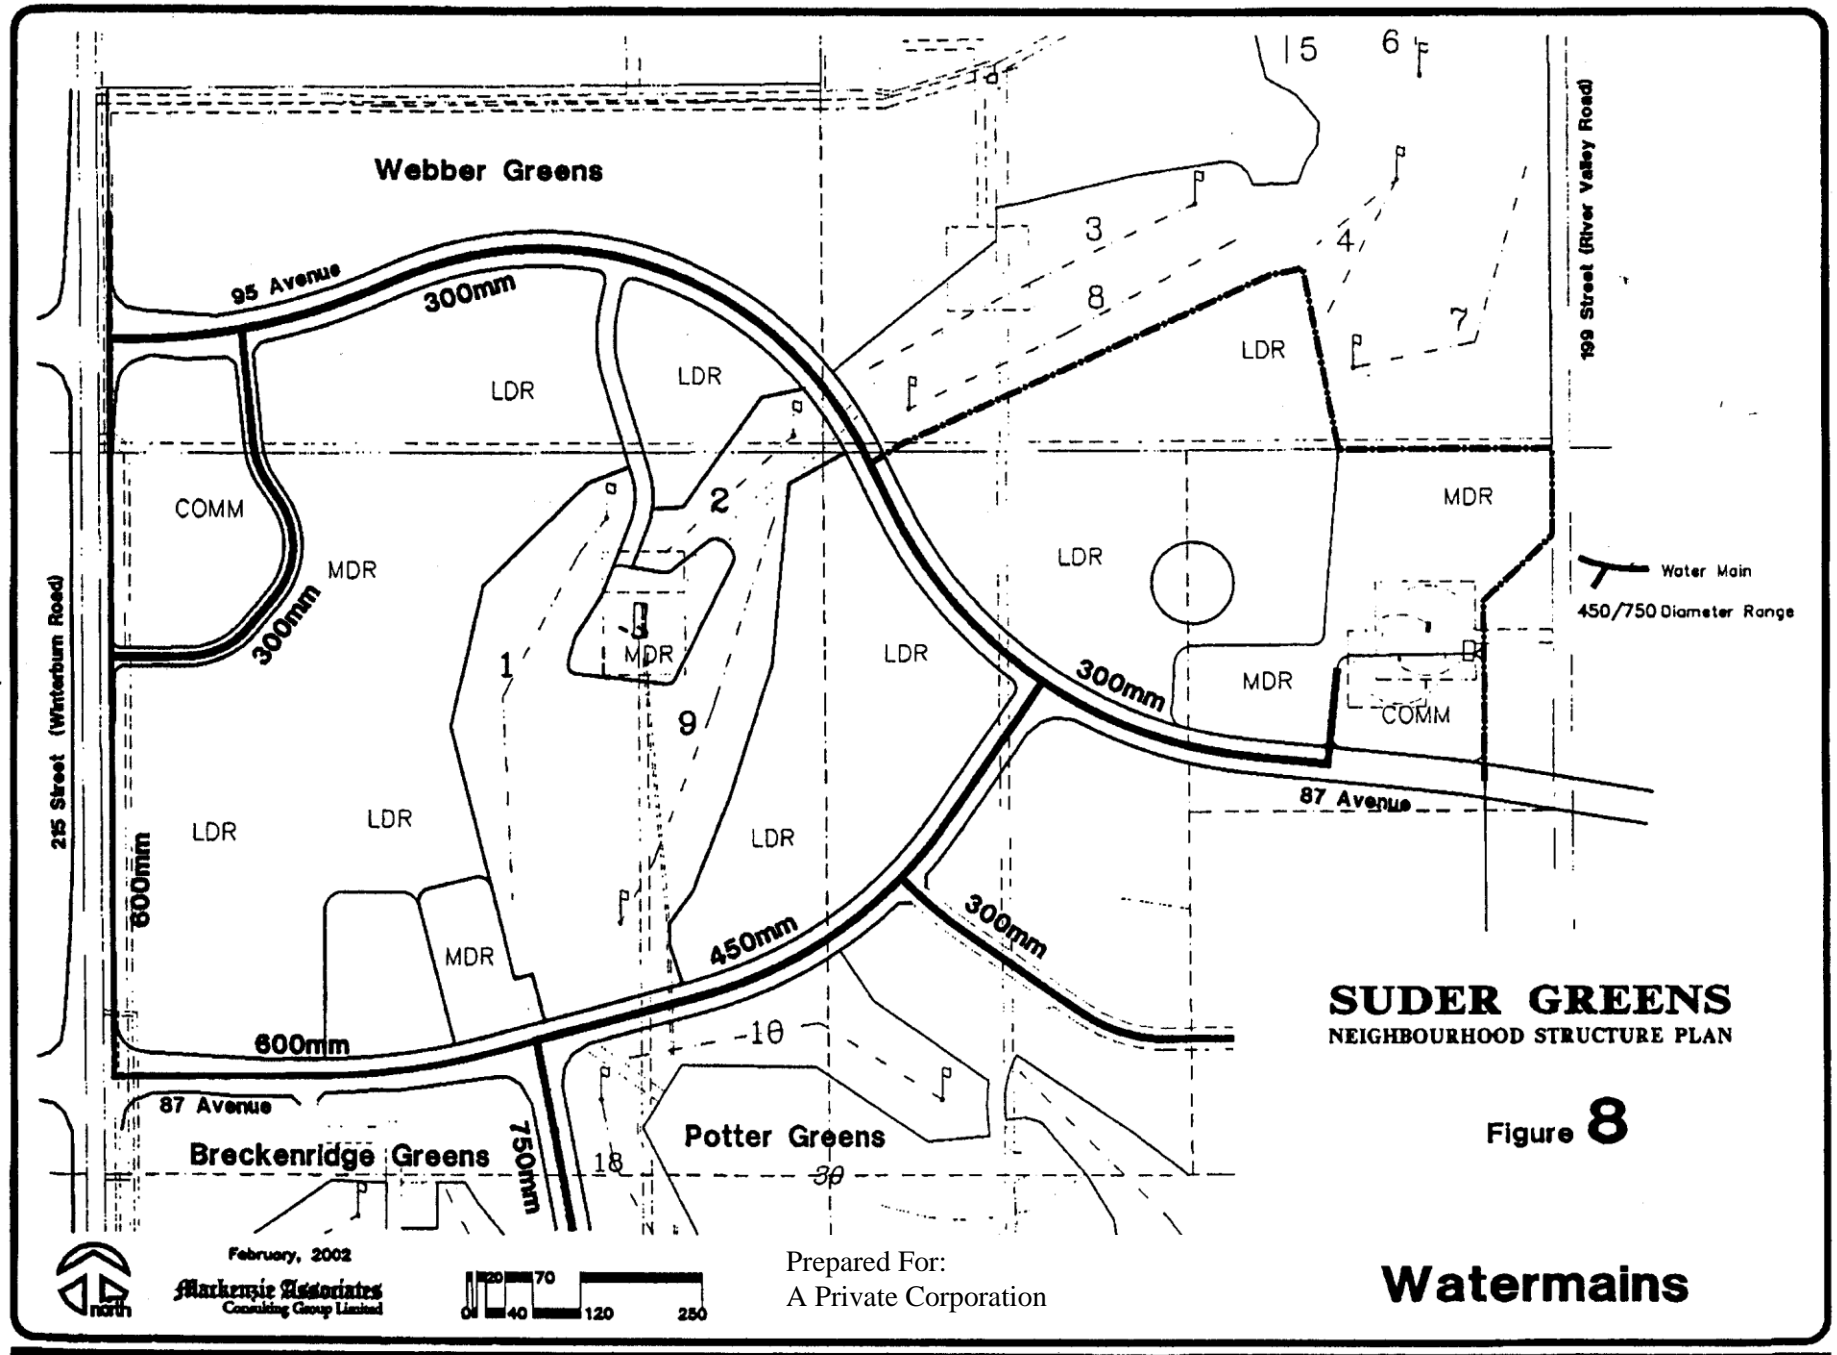 5
6
Webber Greens
3
4
8
7
199 Street (River Valley Road)
95 Avenue
300mm
LDR
LDR
LDR
COMM
2
MDR
MDR
LDR
Water Main
450/750 Diameter Range
300mm
1
MDR
LDR
9
300mm
MDR
COMM
215 Street (Winterburn Road)
87 Avenue
LDR
LDR
LDR
600mm
MDR
450mm
300mm
600mm
10
SUDER GREENS
NEIGHBOURHOOD STRUCTURE PLAN
87 Avenue
Figure 8
Breckenridge Greens
750mm
18
Potter Greens
30
north
February, 2002
Mackenzie Associates
Consulting Group Limited
20 70
0 40 120 250
Prepared For:
A Private Corporation
Watermains